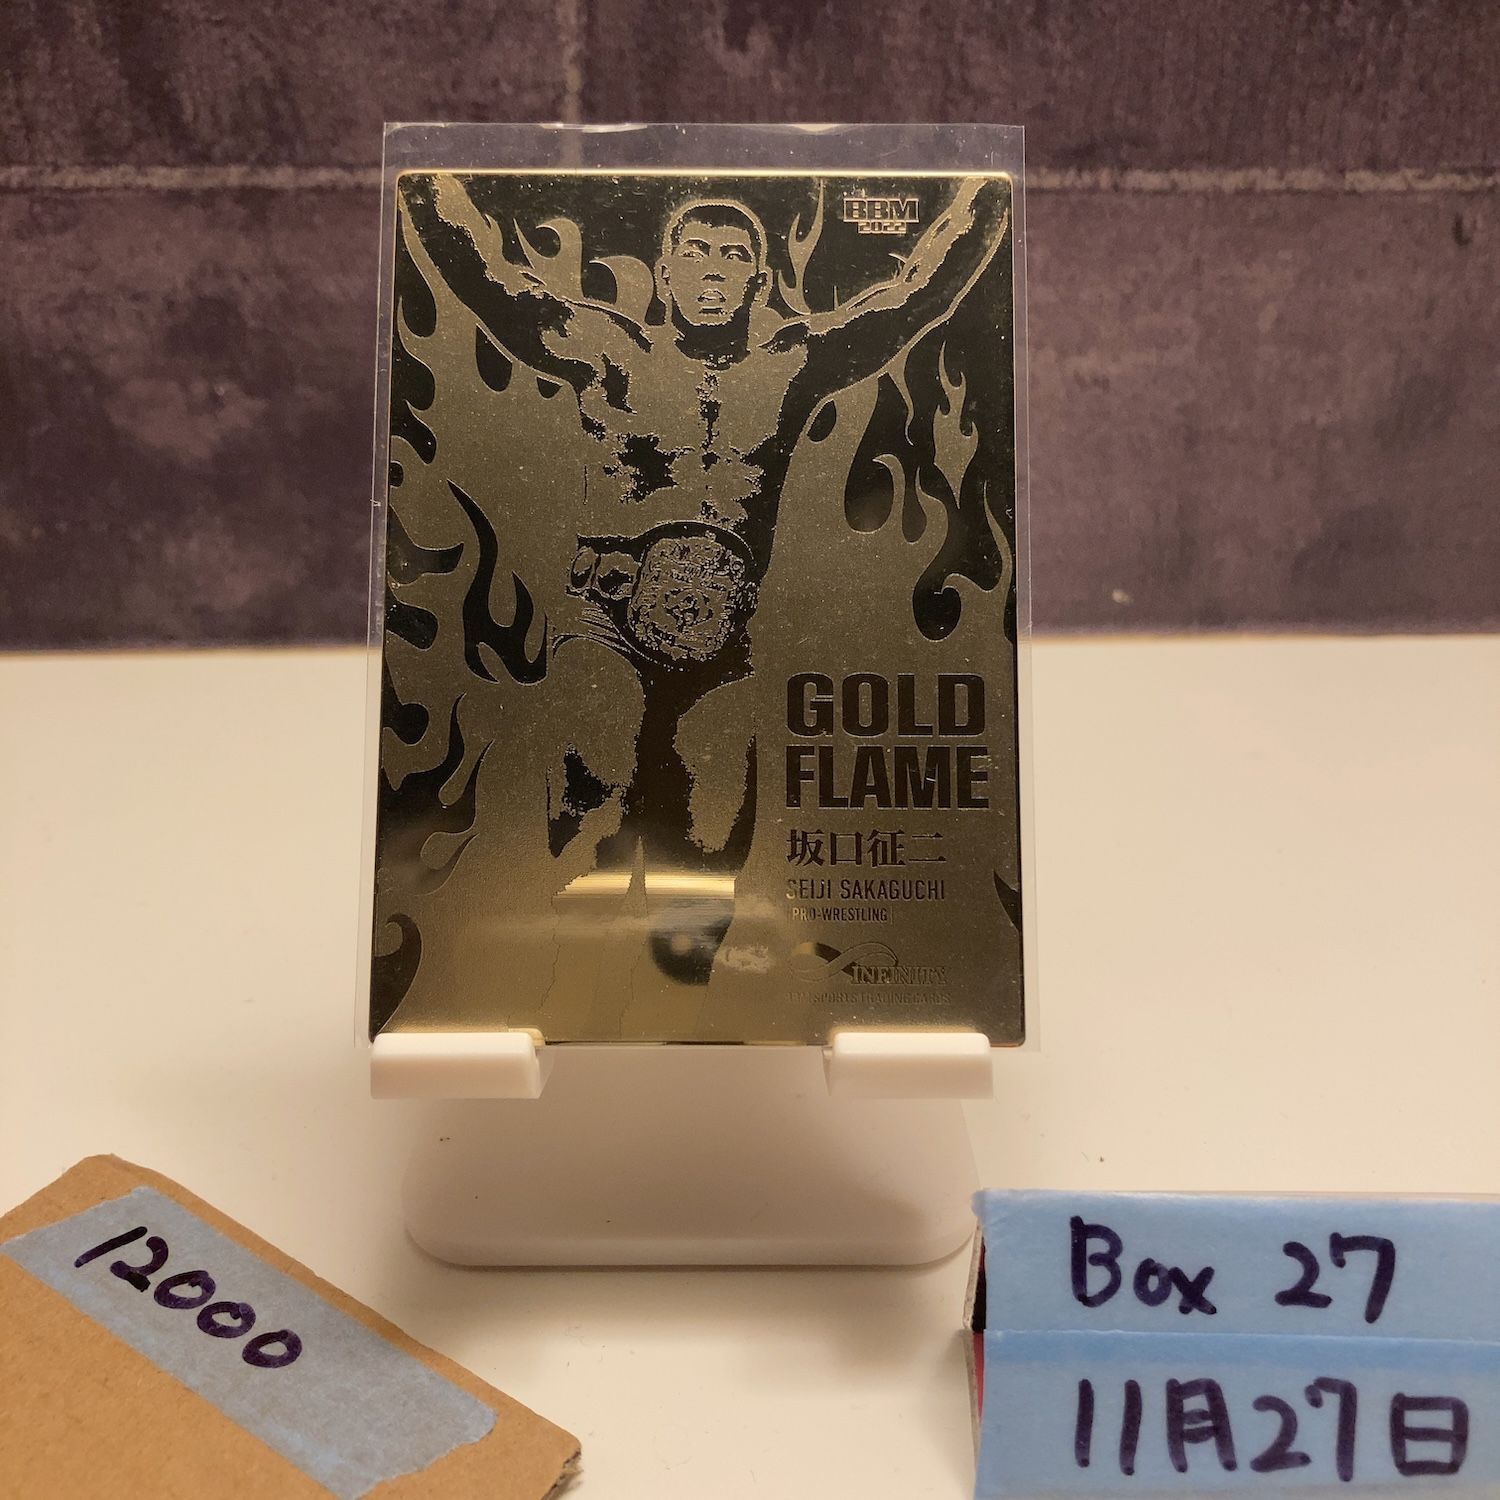 BBM
2022
GOLD
FLAME
坂口征二
SEIJI SAKAGUCHI
[PRO-WRESTLING]
INFINITY
BBM SPORTS TRADING CARDS
12000
Box 27
11月27日